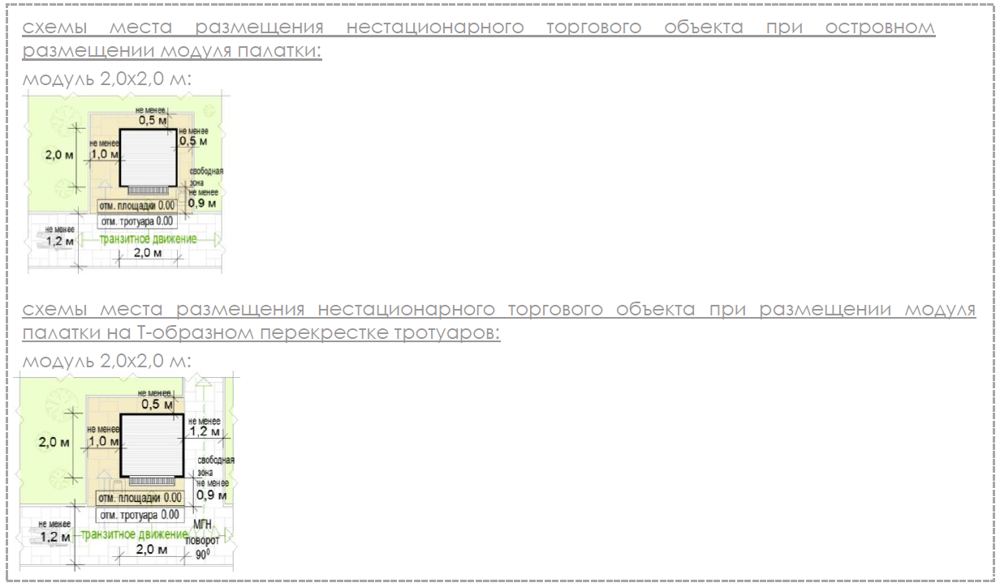 схемы места размещения нестационарного торгового объекта при островном
размещении модуля палатки:
модуль 2,0х2,0 м:
не менее
0,5 м
не менее
0,5 м
не менее
1,0 м
2,0 м
свободная
зона
не менее
0,9 м
отм. площадки 0.00
отм. тротуара 0.00
не менее
1,2 м
транзитное движение
2,0 м
схемы места размещения нестационарного торгового объекта при размещении модуля
палатки на Т-образном перекрестке тротуаров:
модуль 2,0х2,0 м:
не менее
0,5 м
не менее
1,2 м
не менее
1,0 м
2,0 м
свободная
зона
не менее
0,9 м
отм. площадки 0.00
отм. тротуара 0.00
не менее
1,2 м
транзитное движение
МГН
поворот
90⁰
2,0 м